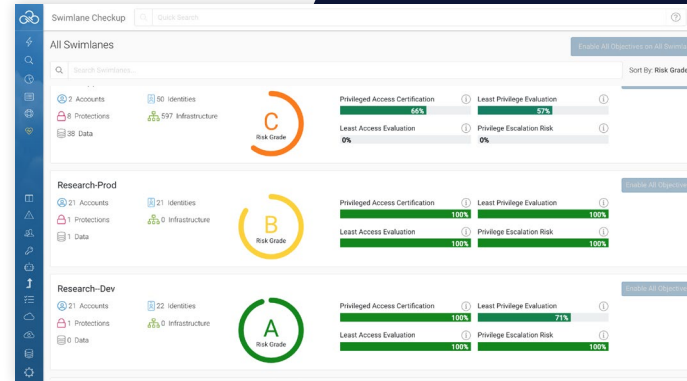 Swimlane Checkup
Quick Search
All Swimlanes
Enable All Objectives on All
Search Swimlanes...
Sort By: Risk Grade
2 Accounts
50 Identities
8 Protections
597 Infrastructure
38 Data
C
Risk Grade
Privileged Access Certification
66%
Least Privilege Evaluation
57%
Least Access Evaluation
0%
Privilege Escalation Risk
0%
Research-Prod
Enable All Objective
21 Accounts
21 Identities
1 Protections
0 Infrastructure
1 Data
B
Risk Grade
Privileged Access Certification
100%
Least Privilege Evaluation
100%
Least Access Evaluation
100%
Privilege Escalation Risk
100%
Research--Dev
Enable All Objective
21 Accounts
22 Identities
1 Protections
0 Infrastructure
0 Data
A
Risk Grade
Privileged Access Certification
100%
Least Privilege Evaluation
71%
Least Access Evaluation
100%
Privilege Escalation Risk
100%